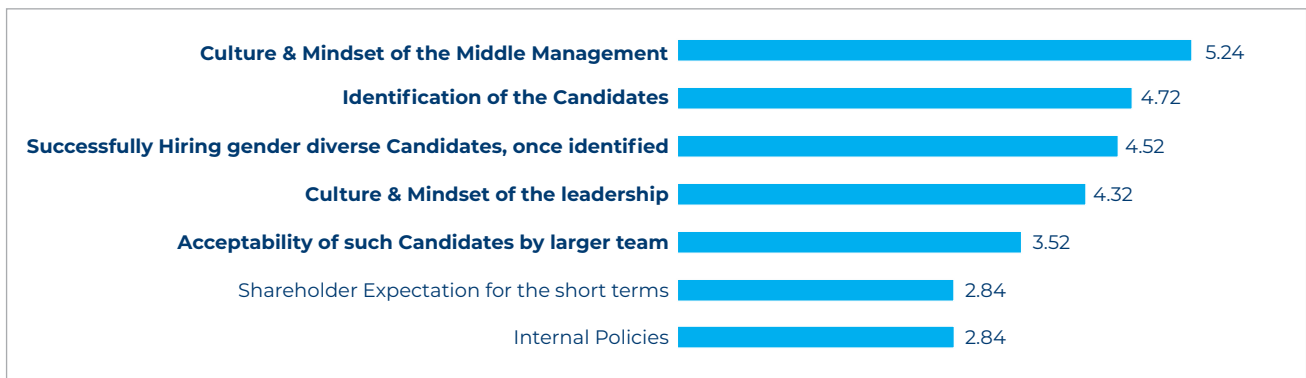 Culture & Mindset of the Middle Management 5.24
Identification of the Candidates 4.72
Successfully Hiring gender diverse Candidates, once identified 4.52
Culture & Mindset of the leadership 4.32
Acceptability of such Candidates by larger team 3.52
Shareholder Expectation for the short terms 2.84
Internal Policies 2.84